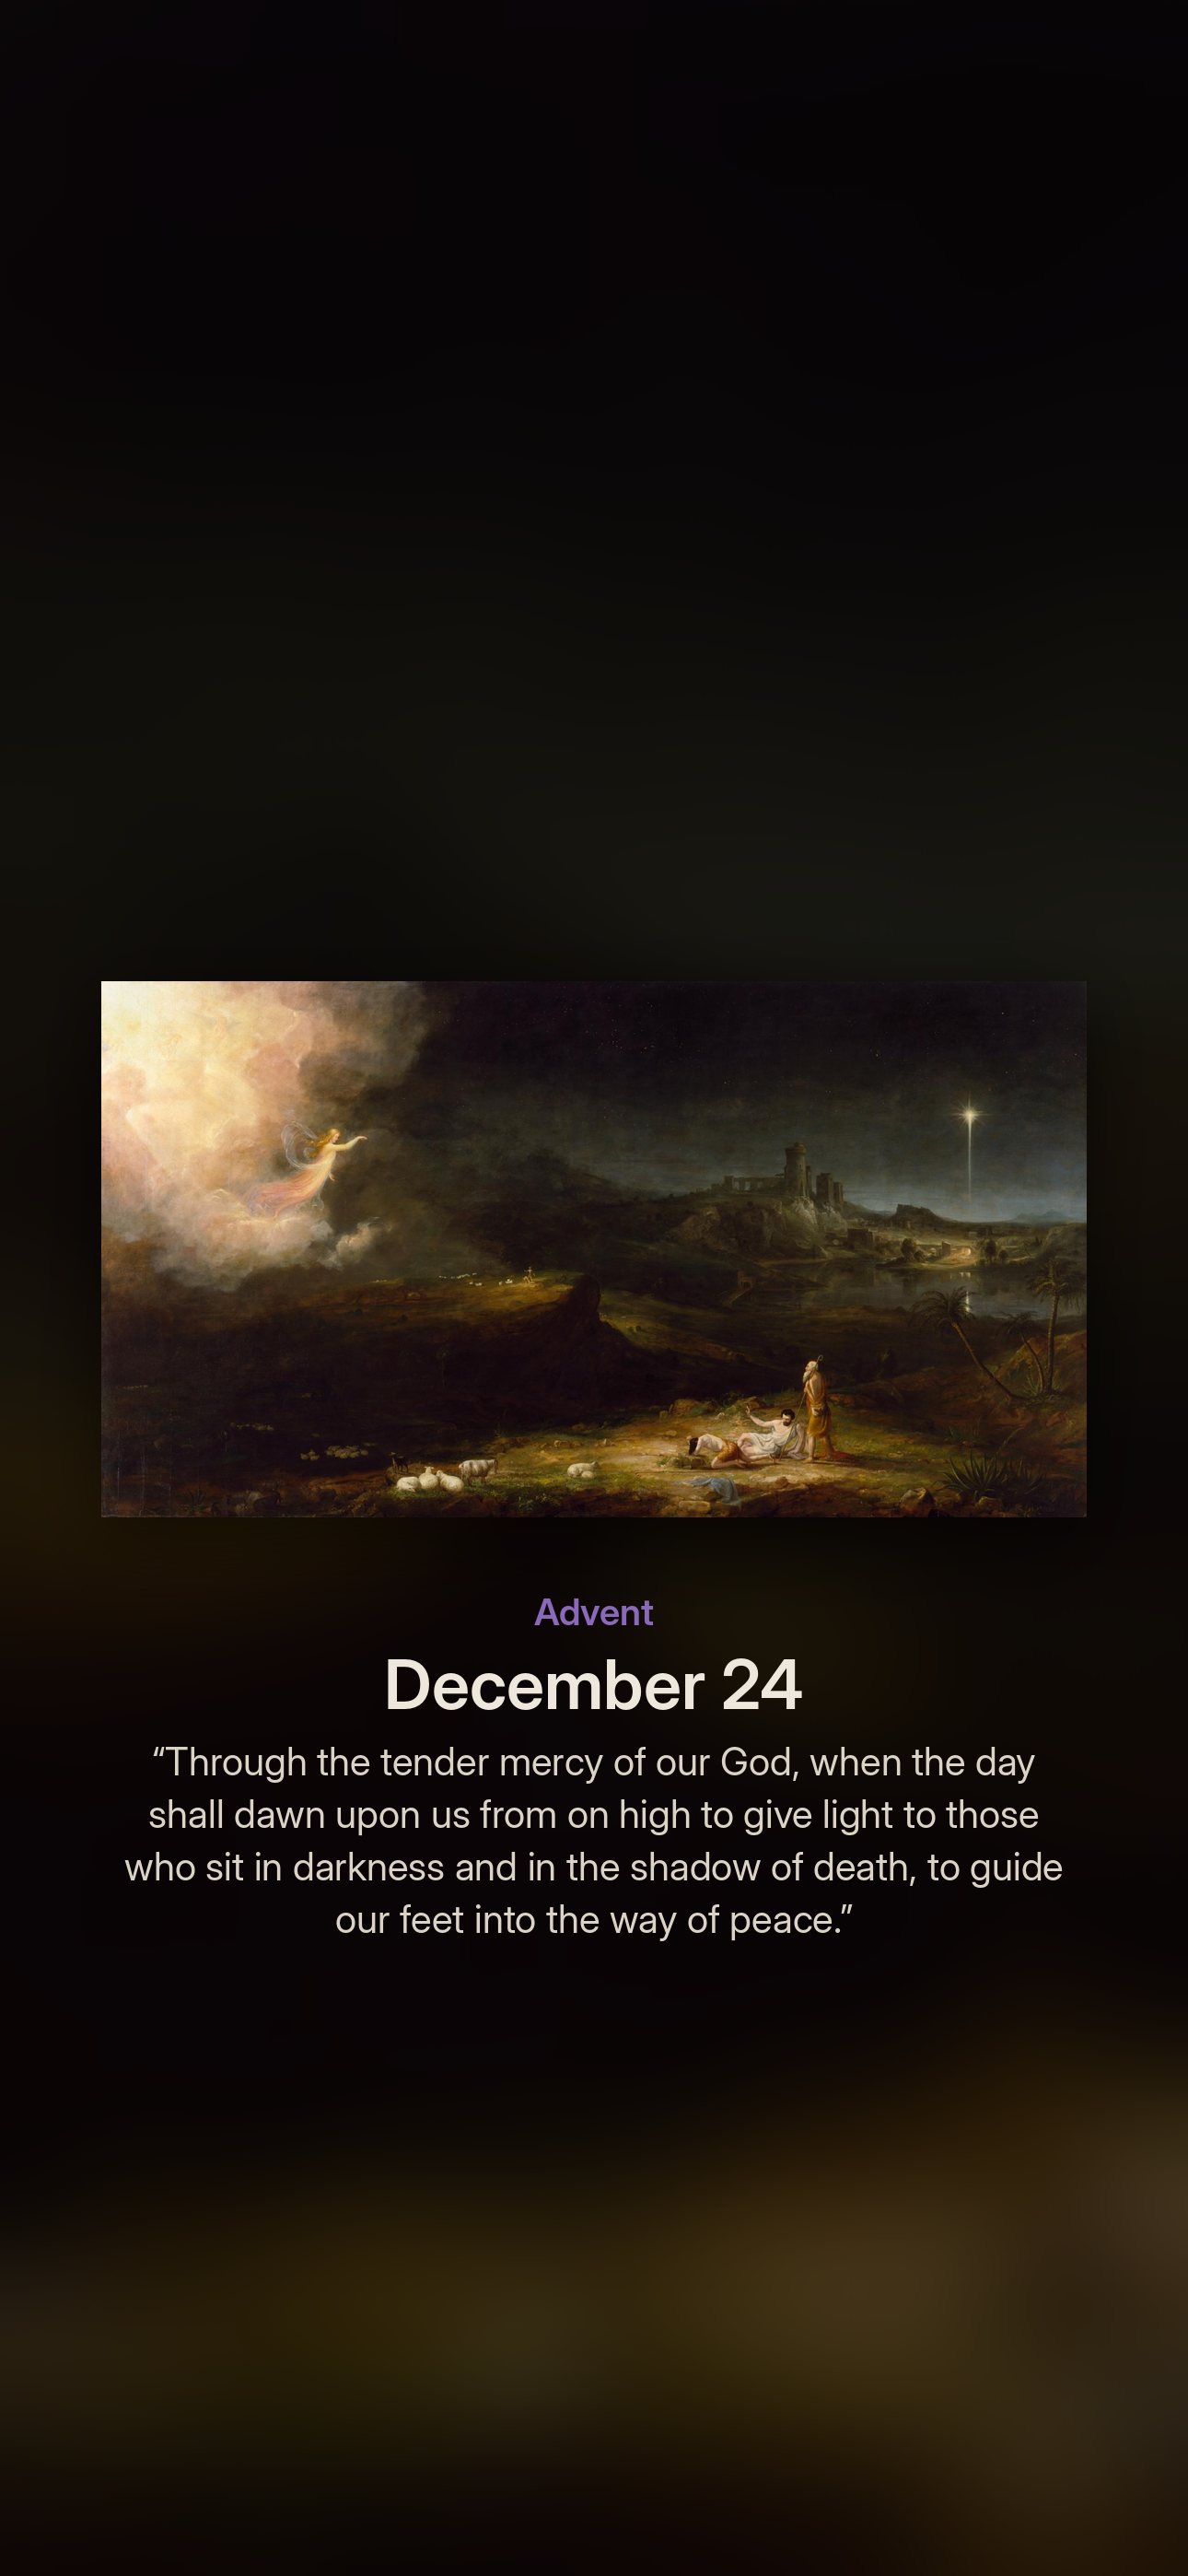 Advent
December 24
“Through the tender mercy of our God, when the day
shall dawn upon us from on high to give light to those
who sit in darkness and in the shadow of death, to guide
our feet into the way of peace.”